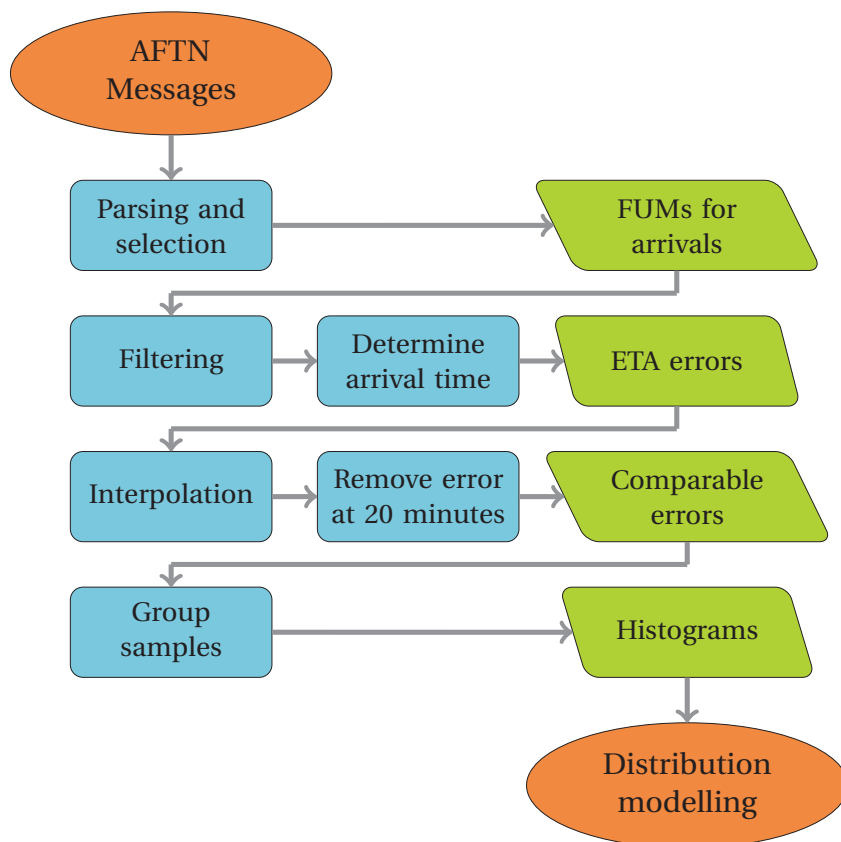 AFTN
Messages
Parsing and
selection
FUMs for
arrivals
Filtering
Determine
arrival time
ETA errors
Interpolation
Remove error
at 20 minutes
Comparable
errors
Group
samples
Histograms
Distribution
modelling